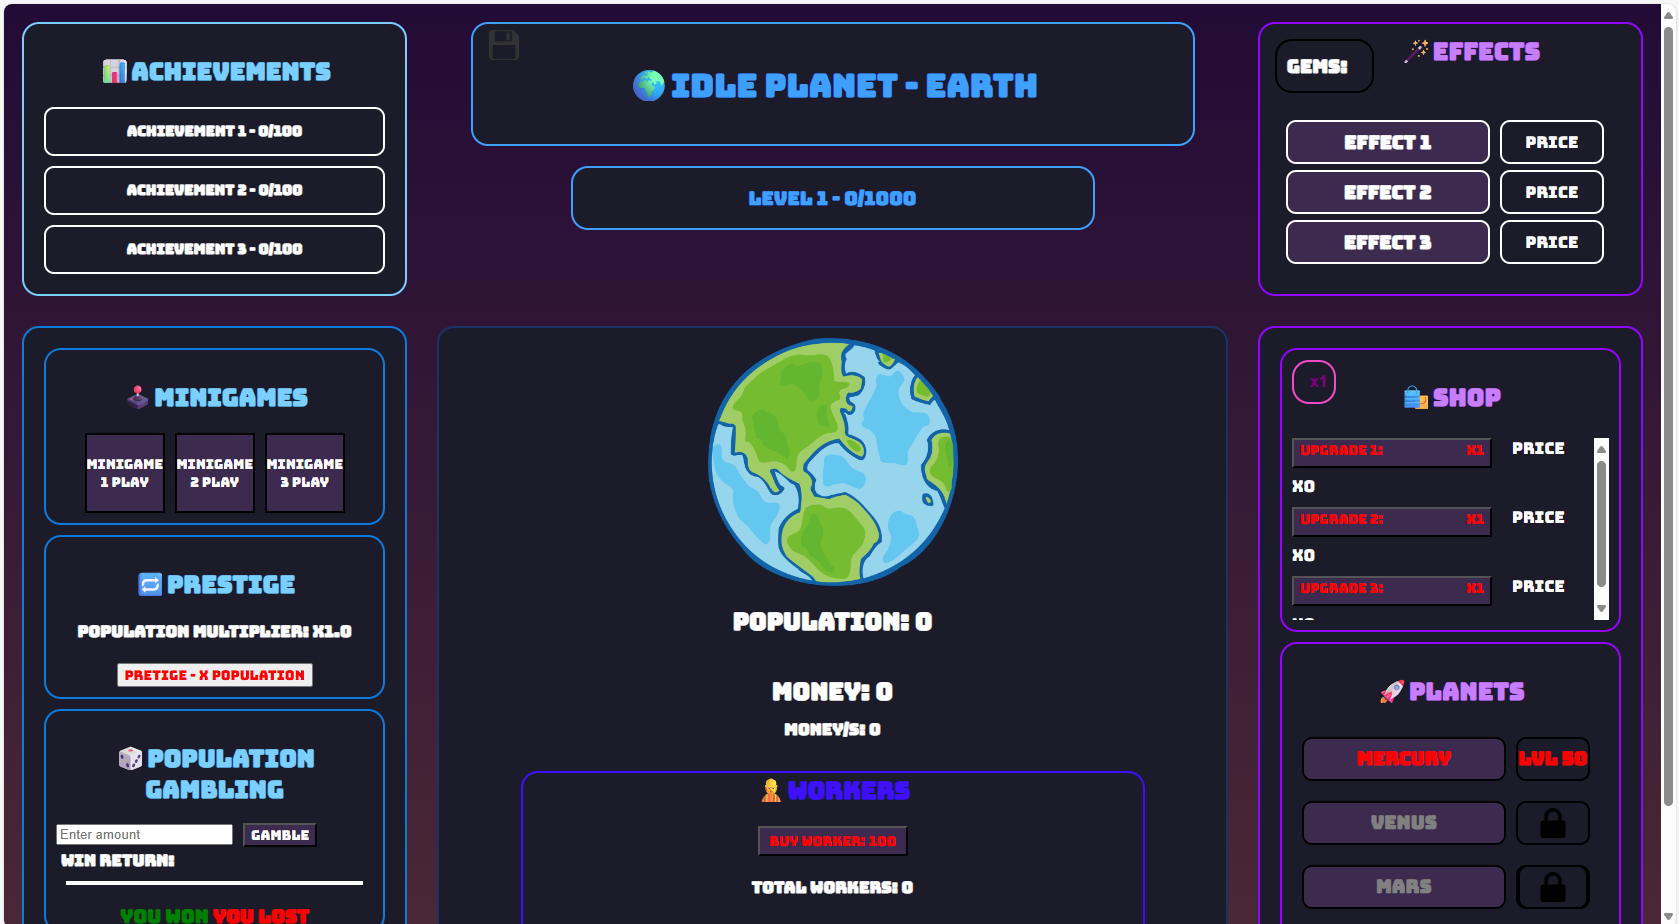 ACHIEVEMENTS
ACHIEVEMENT 1 - 0/100
ACHIEVEMENT 2 - 0/100
ACHIEVEMENT 3 - 0/100
IDLE PLANET - EARTH
LEVEL 1 - 0/1000
GEMS:
EFFECTS
EFFECT 1 PRICE
EFFECT 2 PRICE
EFFECT 3 PRICE
MINIGAMES
MINIGAME
1 PLAY
MINIGAME
2 PLAY
MINIGAME
3 PLAY
PRESTIGE
POPULATION MULTIPLIER: X1.0
PRETIGE - X POPULATION
POPULATION
GAMBLING
Enter amount GAMBLE
WIN RETURN:
YOU WON YOU LOST
POPULATION: 0
MONEY: 0
MONEY/S: 0
WORKERS
BUY WORKER: 100
TOTAL WORKERS: 0
x1
SHOP
UPGRADE 1: X1 PRICE
X0
UPGRADE 2: X1 PRICE
X0
UPGRADE 3: X1 PRICE
X0
PLANETS
MERCURY LVL 50
VENUS
MARS